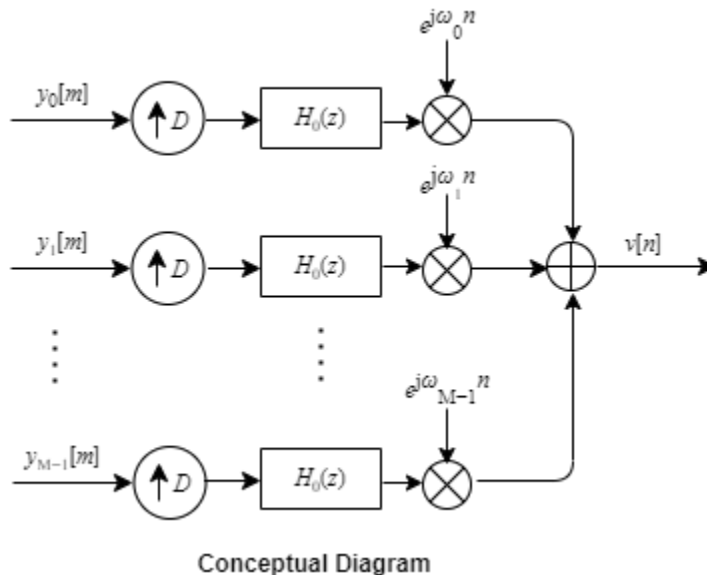 e^{jω_0 n}
y_0[m]
↑ D
H_0(z)
e^{jω_1 n}
y_1[m]
↑ D
H_0(z)
v[n]
e^{jω_{M−1} n}
y_{M−1}[m]
↑ D
H_0(z)
Conceptual Diagram